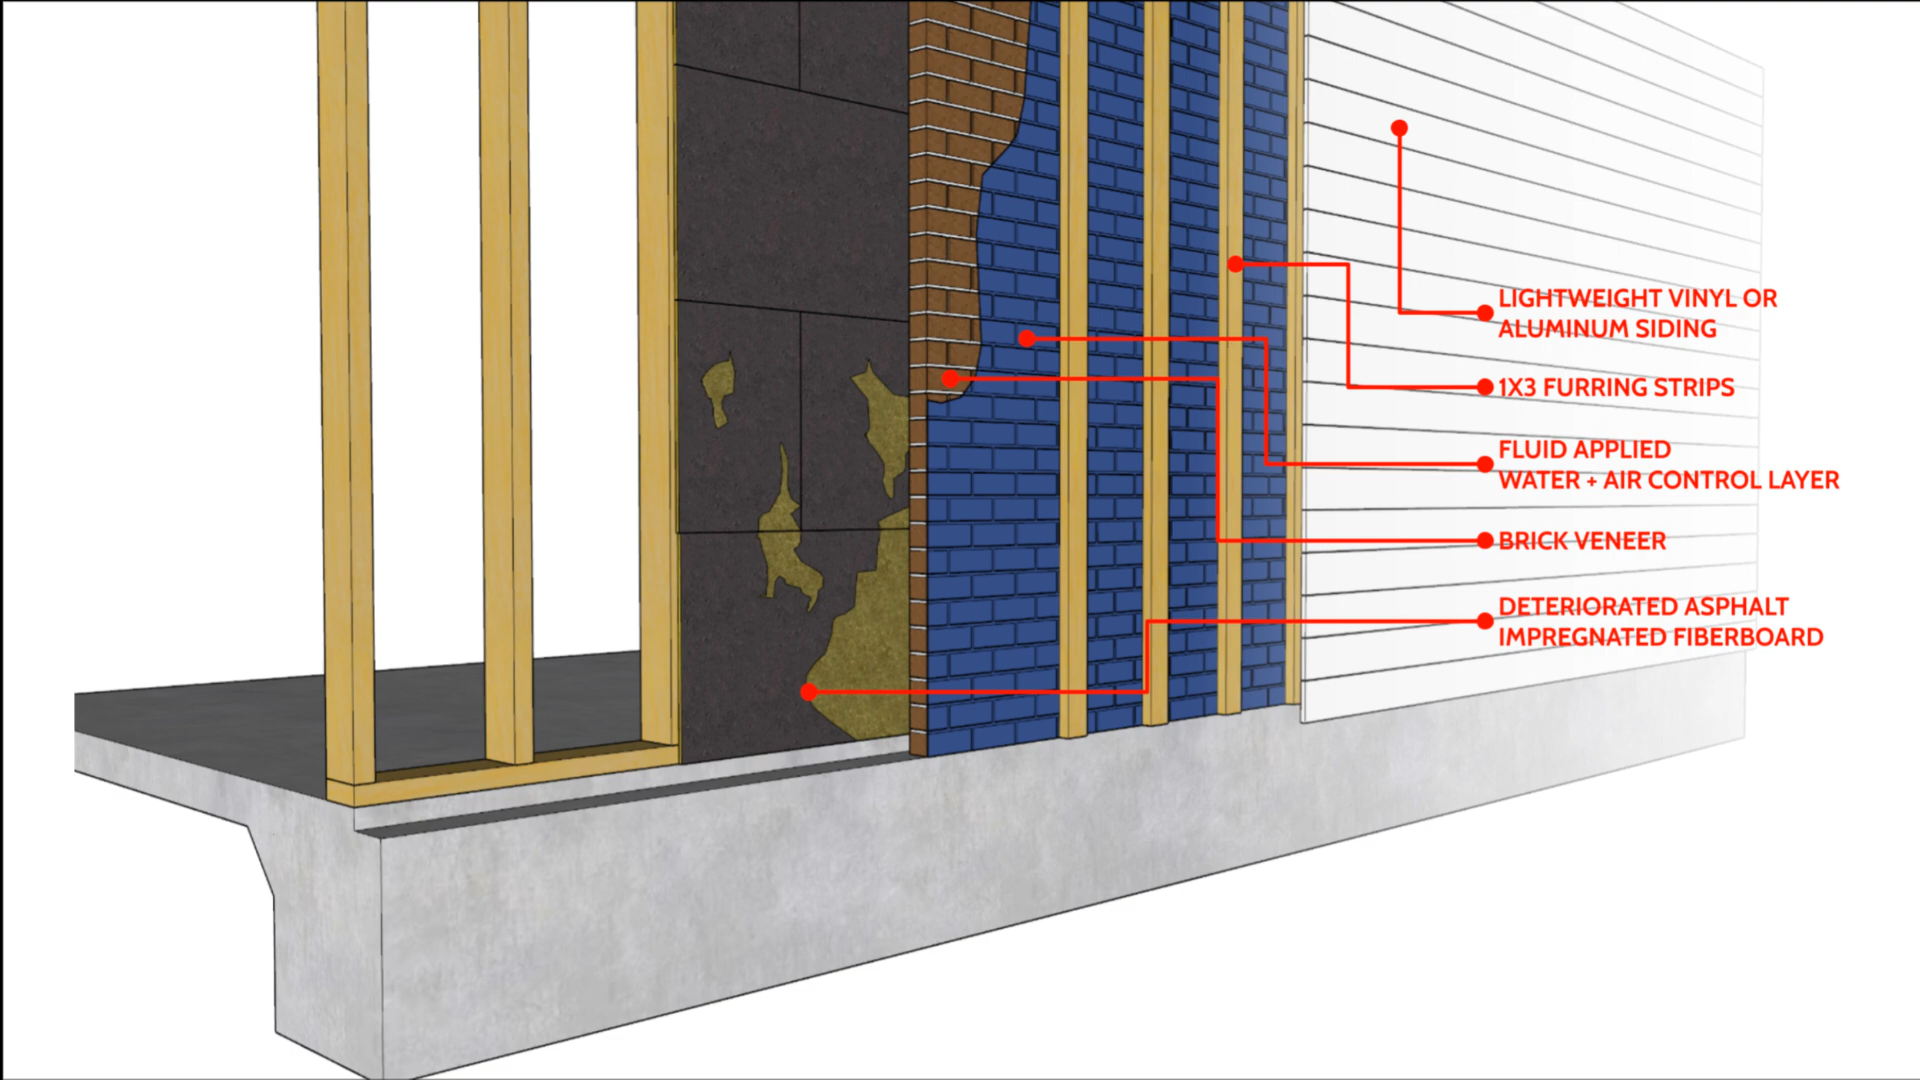 LIGHTWEIGHT VINYL OR
ALUMINUM SIDING
1X3 FURRING STRIPS
FLUID APPLIED
WATER + AIR CONTROL LAYER
BRICK VENEER
DETERIORATED ASPHALT
IMPREGNATED FIBERBOARD